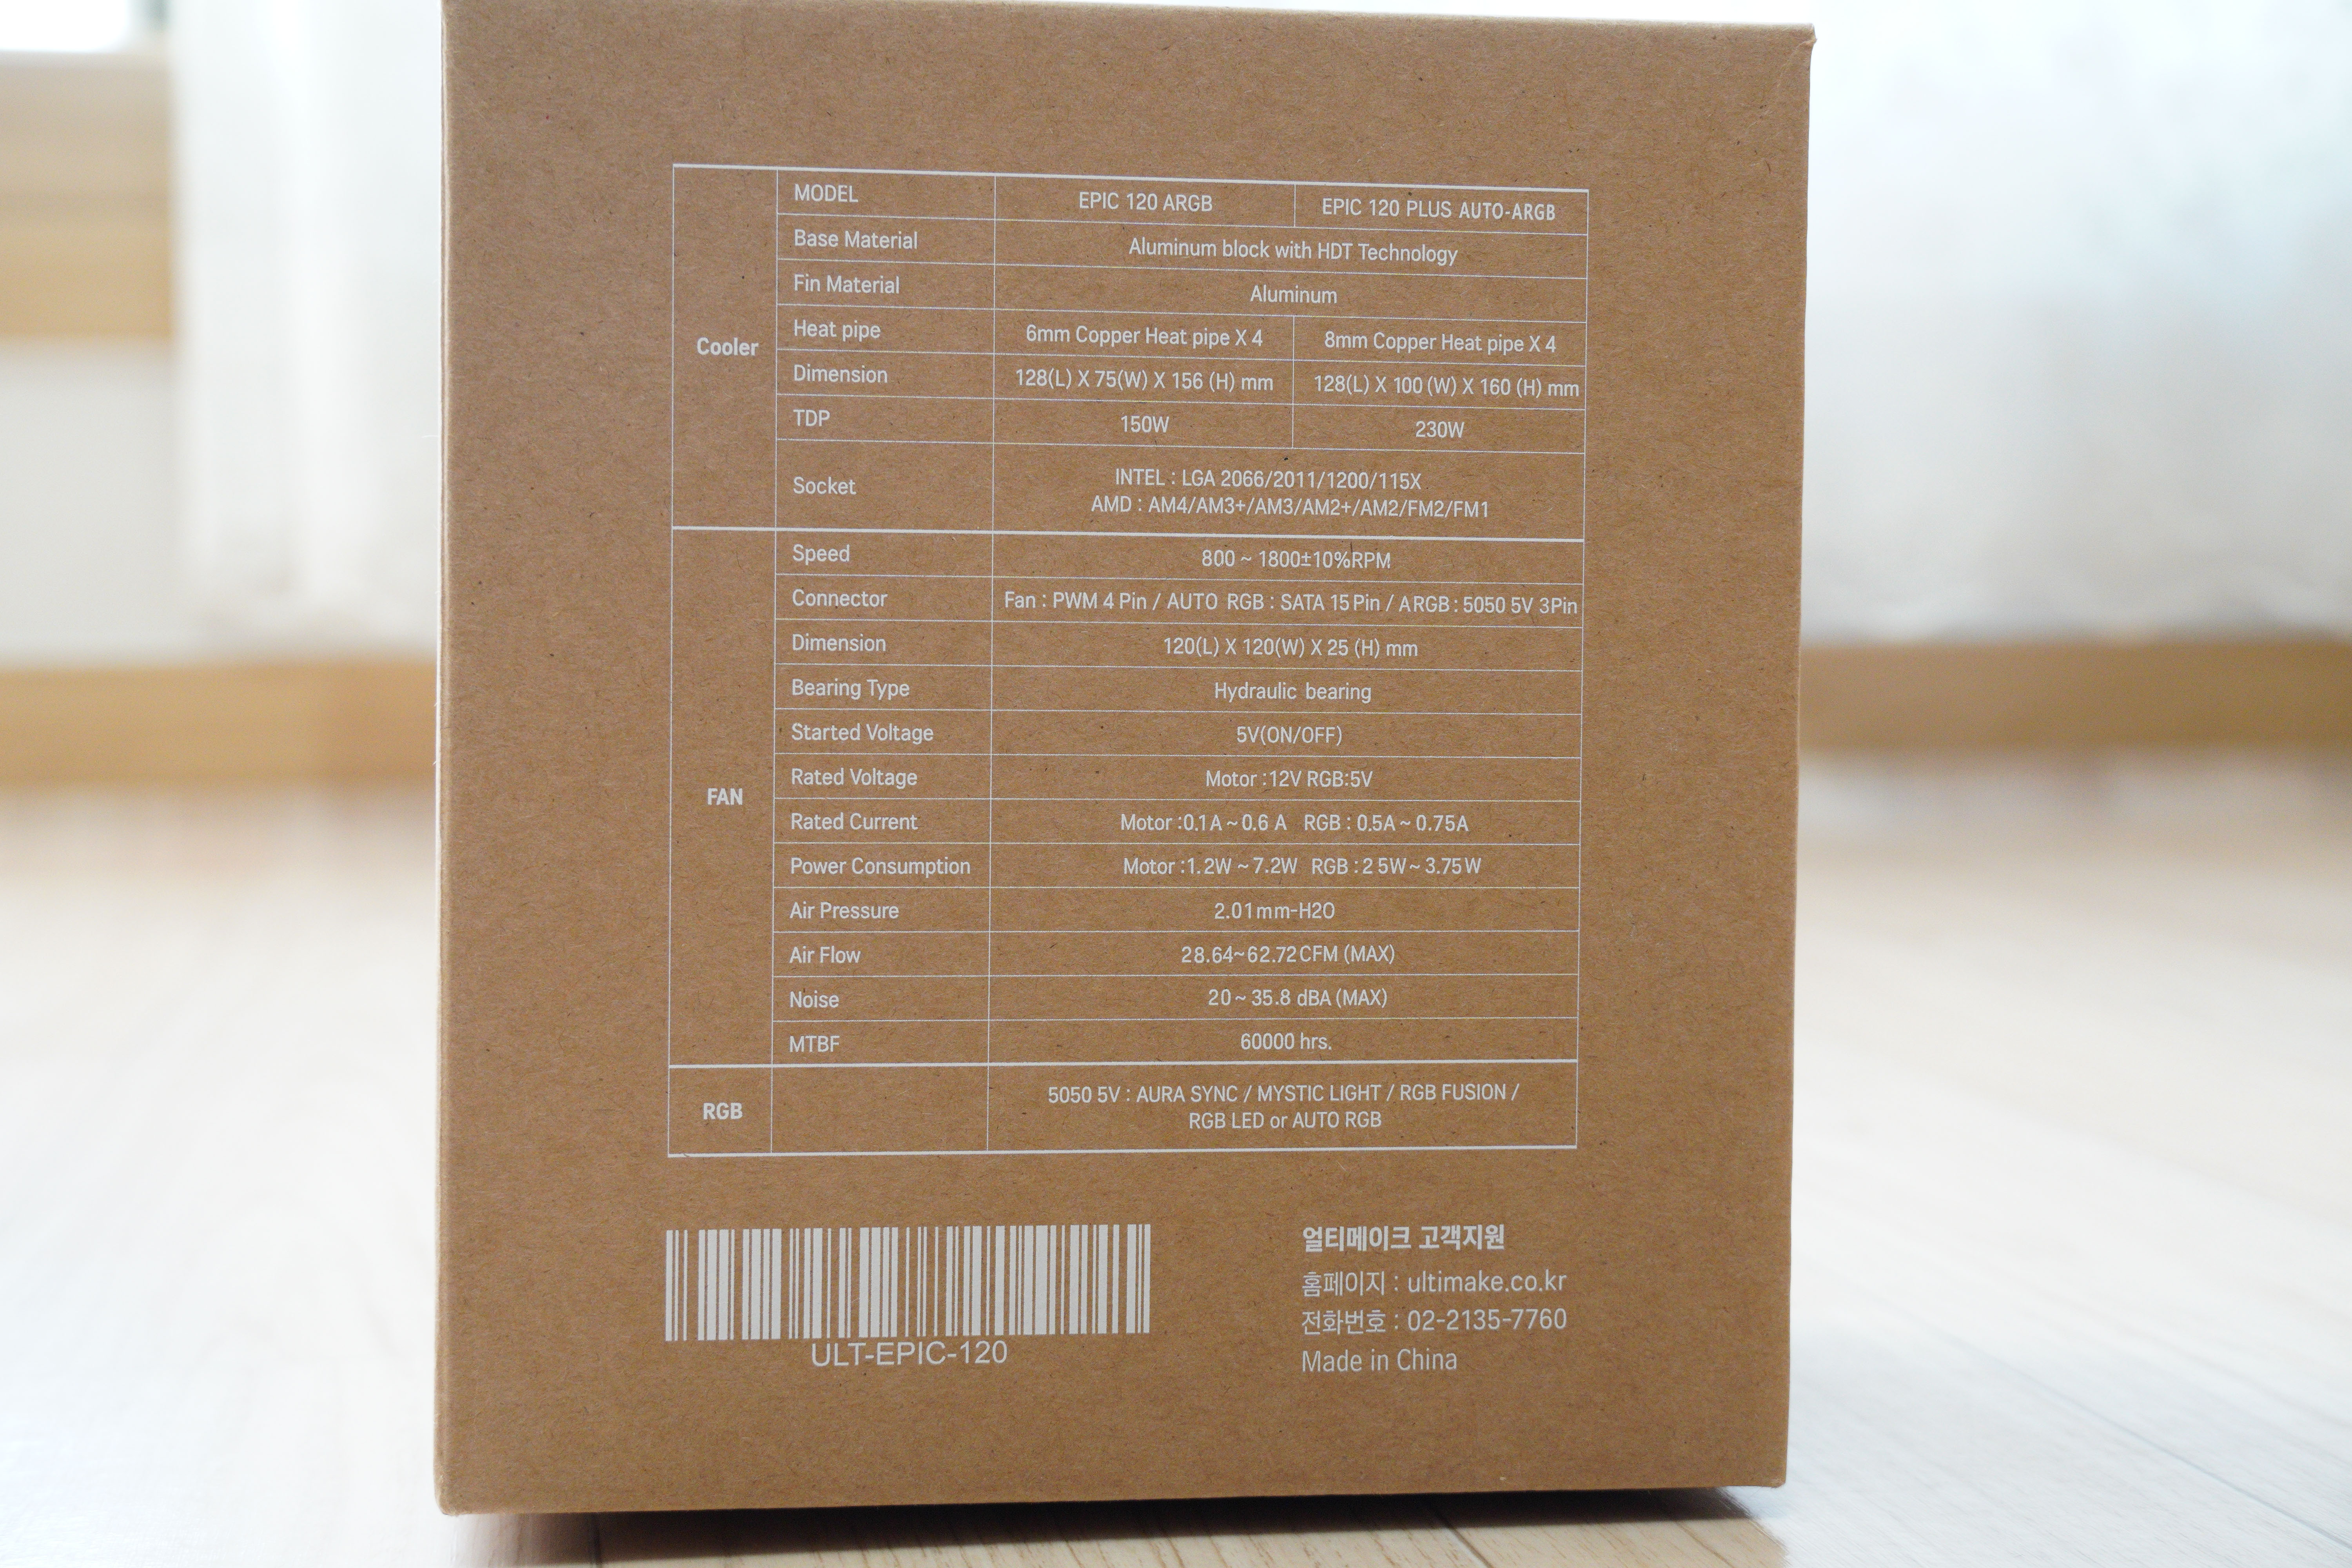 MODEL EPIC 120 ARGB EPIC 120 PLUS AUTO-ARGB
Base Material Aluminum block with HDT Technology
Fin Material Aluminum
Cooler
Heat pipe 6mm Copper Heat pipe X 4 8mm Copper Heat pipe X 4
Dimension 128(L) X 75(W) X 156 (H) mm 128(L) X 100 (W) X 160 (H) mm
TDP 150W 230W
Socket INTEL : LGA 2066/2011/1200/115X
AMD : AM4/AM3+/AM3/AM2+/AM2/FM2/FM1
Speed 800 ~ 1800±10%RPM
Connector Fan : PWM 4 Pin / AUTO RGB : SATA 15 Pin / ARGB : 5050 5V 3Pin
Dimension 120(L) X 120(W) X 25 (H) mm
Bearing Type Hydraulic bearing
Started Voltage 5V(ON/OFF)
Rated Voltage Motor :12V RGB:5V
FAN
Rated Current Motor :0.1 A ~ 0.6 A RGB : 0.5A ~ 0.75A
Power Consumption Motor :1.2W ~ 7.2W RGB : 2 5W ~ 3.75W
Air Pressure 2.01mm-H2O
Air Flow 28.64~62.72CFM (MAX)
Noise 20 ~ 35.8 dBA (MAX)
MTBF 60000 hrs.
RGB
5050 5V : AURA SYNC / MYSTIC LIGHT / RGB FUSION /
RGB LED or AUTO RGB
ULT-EPIC-120
얼티메이크 고객지원
홈페이지 : ultimake.co.kr
전화번호 : 02-2135-7760
Made in China